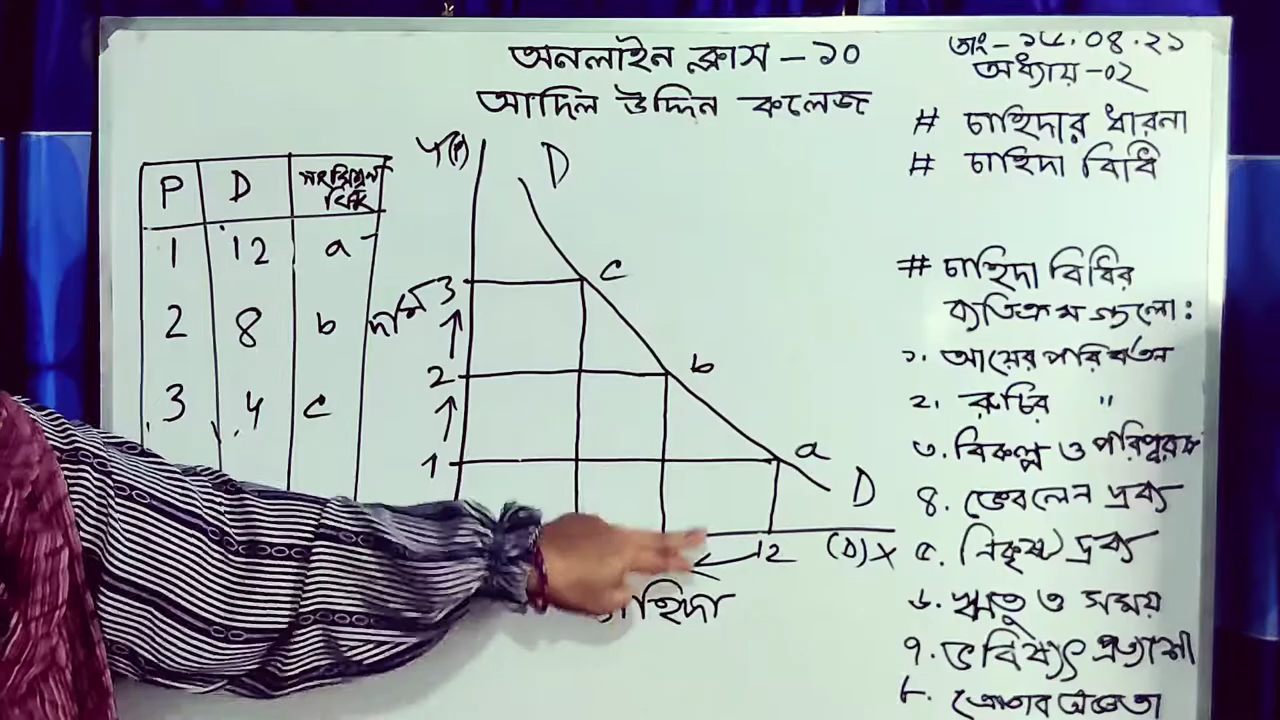 অনলাইন ক্লাস - ১০
আদিল উদ্দিন কলেজ
তাং- ১৮.০৪.২১
অধ্যায় -০২
# চাহিদার ধারনা
# চাহিদা বিধি
# চাহিদা বিধির
ব্যতিক্রমগুলো:
১. আয়ের পরিবর্তন
২. রুচির "
৩. বিকল্প ও পরিপূরক
৪. ভেবলেন দ্রব্য
৫. নিকৃষ্ট দ্রব্য
৬. ঋতু ও সময়
৭. ভবিষ্যৎ প্রত্যাশা
৮. ক্রেতার অজ্ঞতা
P D
বিন্দু
1 12 a
2 8 b
3 4 c
Y(P)
D
দাম
3 c
2 b
1 a
D
12 (D)X
চাহিদা